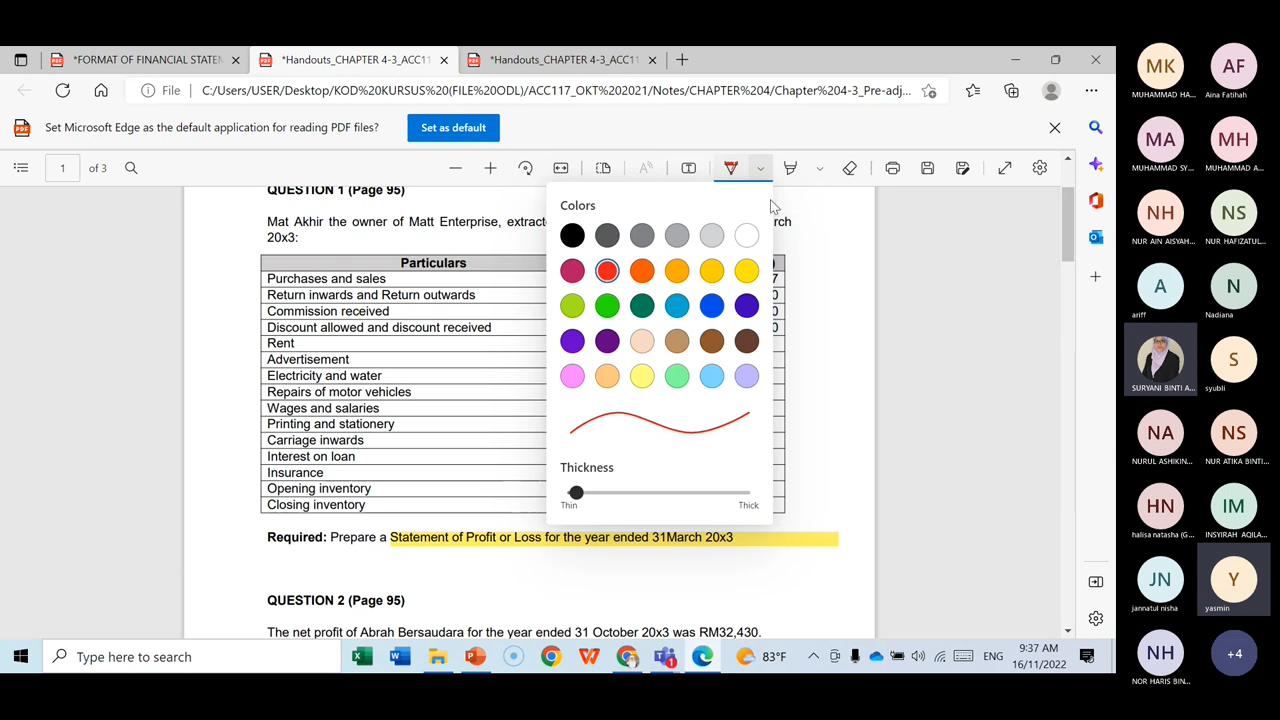 *FORMAT OF FINANCIAL STATEM
*Handouts_CHAPTER 4-3_ACC11
*Handouts_CHAPTER 4-3_ACC11
File
C:/Users/USER/Desktop/KOD%20KURSUS%20(FILE%20ODL)/ACC117_OKT%202021/Notes/CHAPTER%204/Chapter%204-3_Pre-adj...
Set Microsoft Edge as the default application for reading PDF files?
Set as default
1 of 3
QUESTION 1 (Page 95)
Mat Akhir the owner of Matt Enterprise, extracte
rch
20x3:
Particulars
)
Purchases and sales
7
Return inwards and Return outwards
0
Commission received
0
Discount allowed and discount received
0
Rent
Advertisement
Electricity and water
Repairs of motor vehicles
Wages and salaries
Printing and stationery
Carriage inwards
Interest on loan
Insurance
Opening inventory
Closing inventory
Colors
Thickness
Thin
Thick
Required: Prepare a Statement of Profit or Loss for the year ended 31March 20x3
QUESTION 2 (Page 95)
The net profit of Abrah Bersaudara for the year ended 31 October 20x3 was RM32,430.
Type here to search
1
83°F
ENG
9:37 AM
16/11/2022
MK
MUHAMMAD HA...
AF
Aina Fatihah
MA
MUHAMMAD SY...
MH
MUHAMMAD A...
NH
NUR AIN AISYAH...
NS
NUR HAFIZATUL...
A
ariff
N
Nadiana
SURYANI BINTI A...
S
syubli
NA
NURUL ASHIKIN...
NS
NUR ATIKA BINTI...
HN
halisa natasha (G...
IM
INSYIRAH AQILA...
JN
jannatul nisha
Y
yasmin
NH
NOR HARIS BIN...
+4